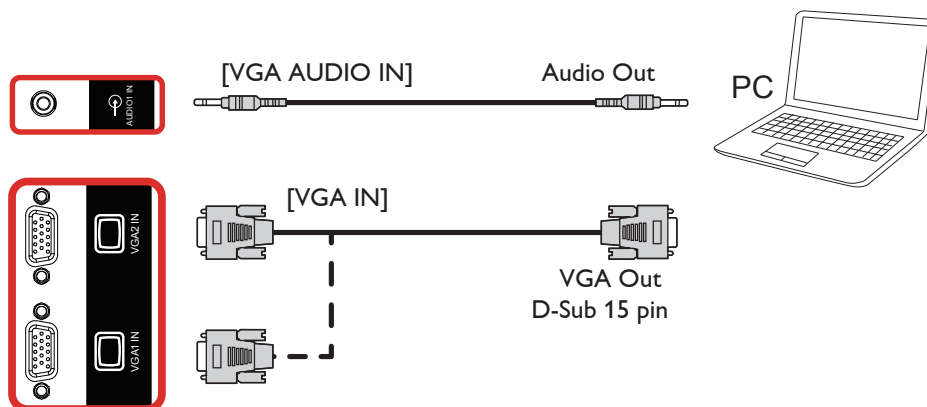 [VGA AUDIO IN]
Audio Out
PC
AUDIO1 IN
[VGA IN]
VGA2 IN
VGA Out
D-Sub 15 pin
VGA1 IN